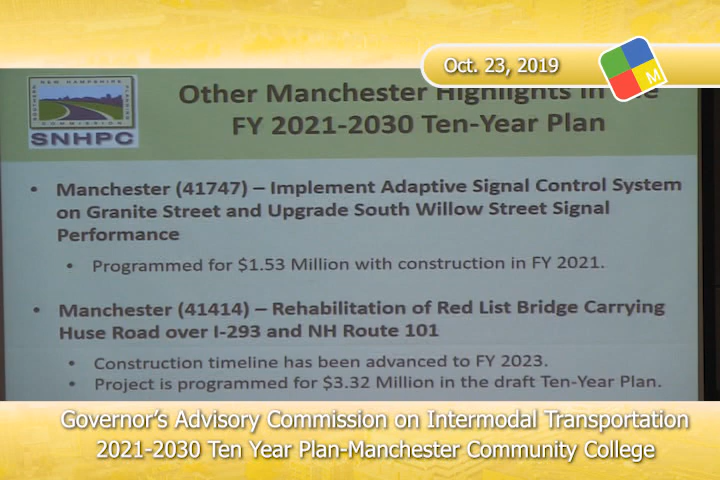 Oct. 23, 2019
M
NEW HAMPSHIRE
COMMISSION
SNHPC
Other Manchester Highlights in the
FY 2021-2030 Ten-Year Plan
• Manchester (41747) – Implement Adaptive Signal Control System
on Granite Street and Upgrade South Willow Street Signal
Performance
• Programmed for $1.53 Million with construction in FY 2021.
• Manchester (41414) – Rehabilitation of Red List Bridge Carrying
Huse Road over I-293 and NH Route 101
• Construction timeline has been advanced to FY 2023.
• Project is programmed for $3.32 Million in the draft Ten-Year Plan.
Governor's Advisory Commission on Intermodal Transportation
2021-2030 Ten Year Plan-Manchester Community College